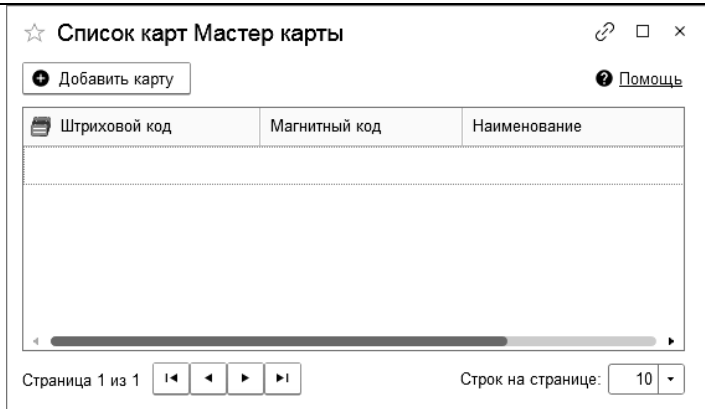 Список карт Мастер карты
Добавить карту Помощь
Штриховой код Магнитный код Наименование
Страница 1 из 1 Строк на странице: 10